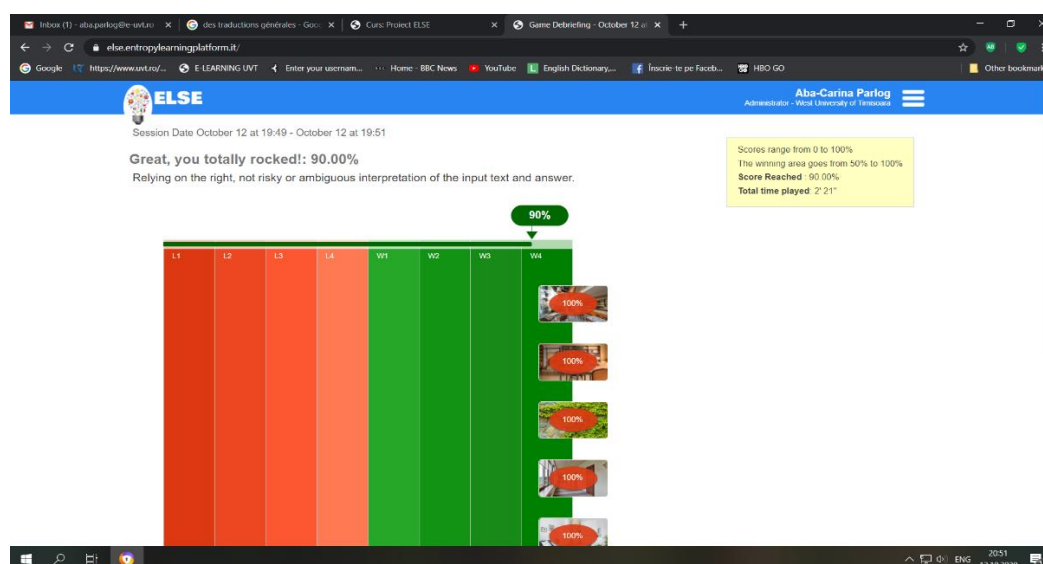 Inbox (1) - aba.parlog@e-uvt.ro
des traductions générales - Goo
Curs: Proiect ELSE
Game Debriefing - October 12 at
else.entropylearningplatform.it/
Google
https://www.uvt.ro/...
E-LEARNING UVT
Enter your usernam...
Home - BBC News
YouTube
English Dictionary,...
Înscrie-te pe Faceb...
HBO GO
Other bookmark
ELSE
Aba-Carina Parlog
Administrator - West University of Timisoara
Session Date October 12 at 19:49 - October 12 at 19:51
Great, you totally rocked!: 90.00%
Relying on the right, not risky or ambiguous interpretation of the input text and answer.
Scores range from 0 to 100%
The winning area goes from 50% to 100%
Score Reached : 90.00%
Total time played: 2' 21"
90%
L1 L2 L3 L4 W1 W2 W3 W4
100%
100%
100%
100%
100%
ENG
20:51